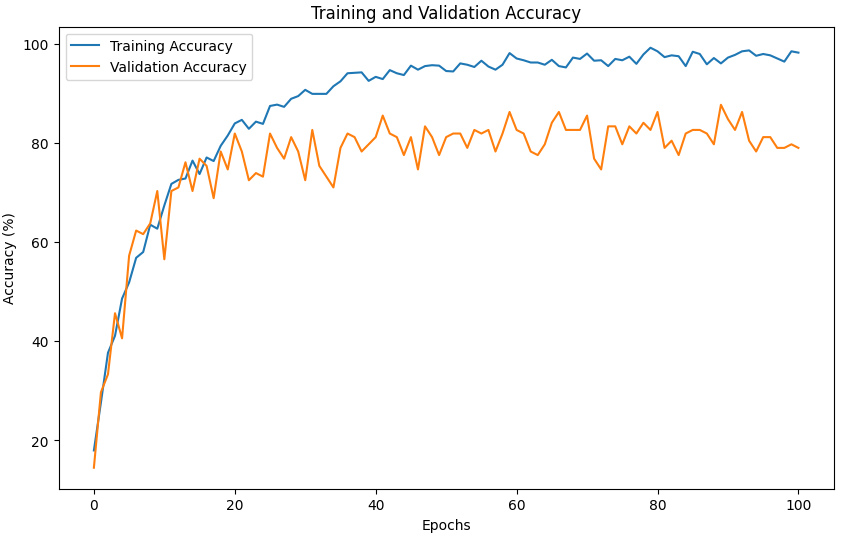 Training and Validation Accuracy
Training Accuracy
Validation Accuracy
100
80
60
40
20
Accuracy (%)
0 20 40 60 80 100
Epochs